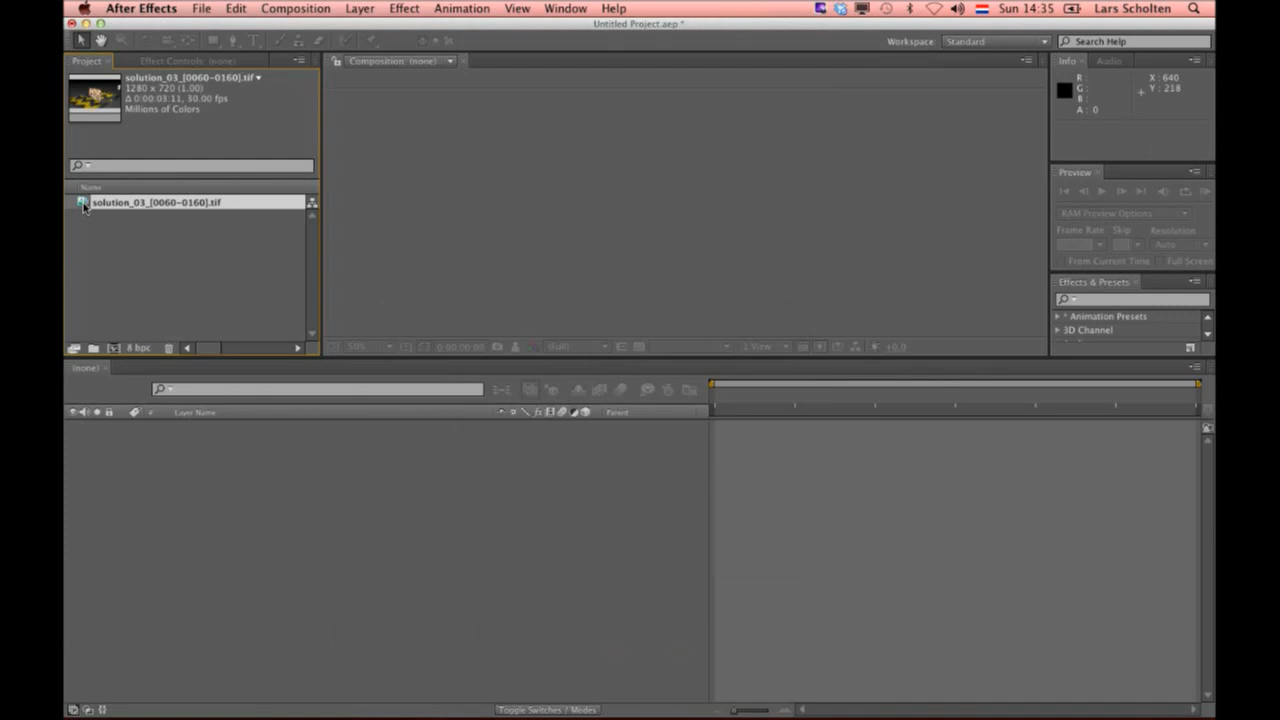 After Effects File Edit Composition Layer Effect Animation View Window Help Sun 14:35 Lars Scholten
Untitled Project.aep *
Workspace: Standard Search Help
Project Effect Controls: (none)
Composition: (none)
Info Audio
solution_03_[0060-0160].tif
1280 x 720 (1.00)
Δ 0:00:03:11, 30.00 fps
Millions of Colors
R :
G :
B :
A : 0
X : 640
Y : 218
Preview
RAM Preview Options
Frame Rate Skip Resolution
Auto
From Current Time Full Screen
Name
solution_03_[0060-0160].tif
Effects & Presets
* Animation Presets
3D Channel
8 bpc
50% 0:00:00:00 (Full) 1 View +0.0
(none)
# Layer Name fx Parent
Toggle Switches / Modes